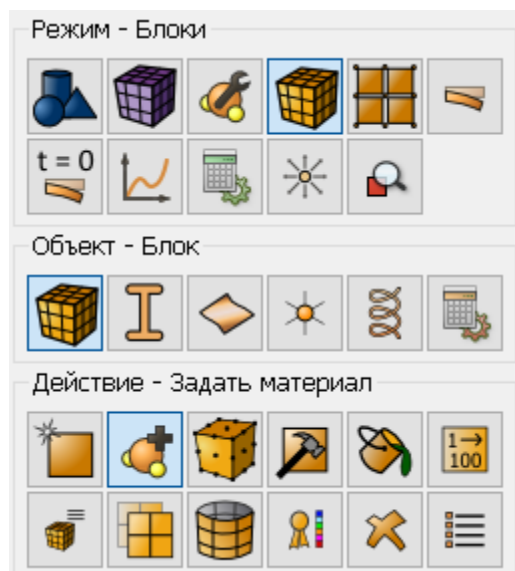 Режим - Блоки
t = 0
Объект - Блок
Действие - Задать материал
1→
100